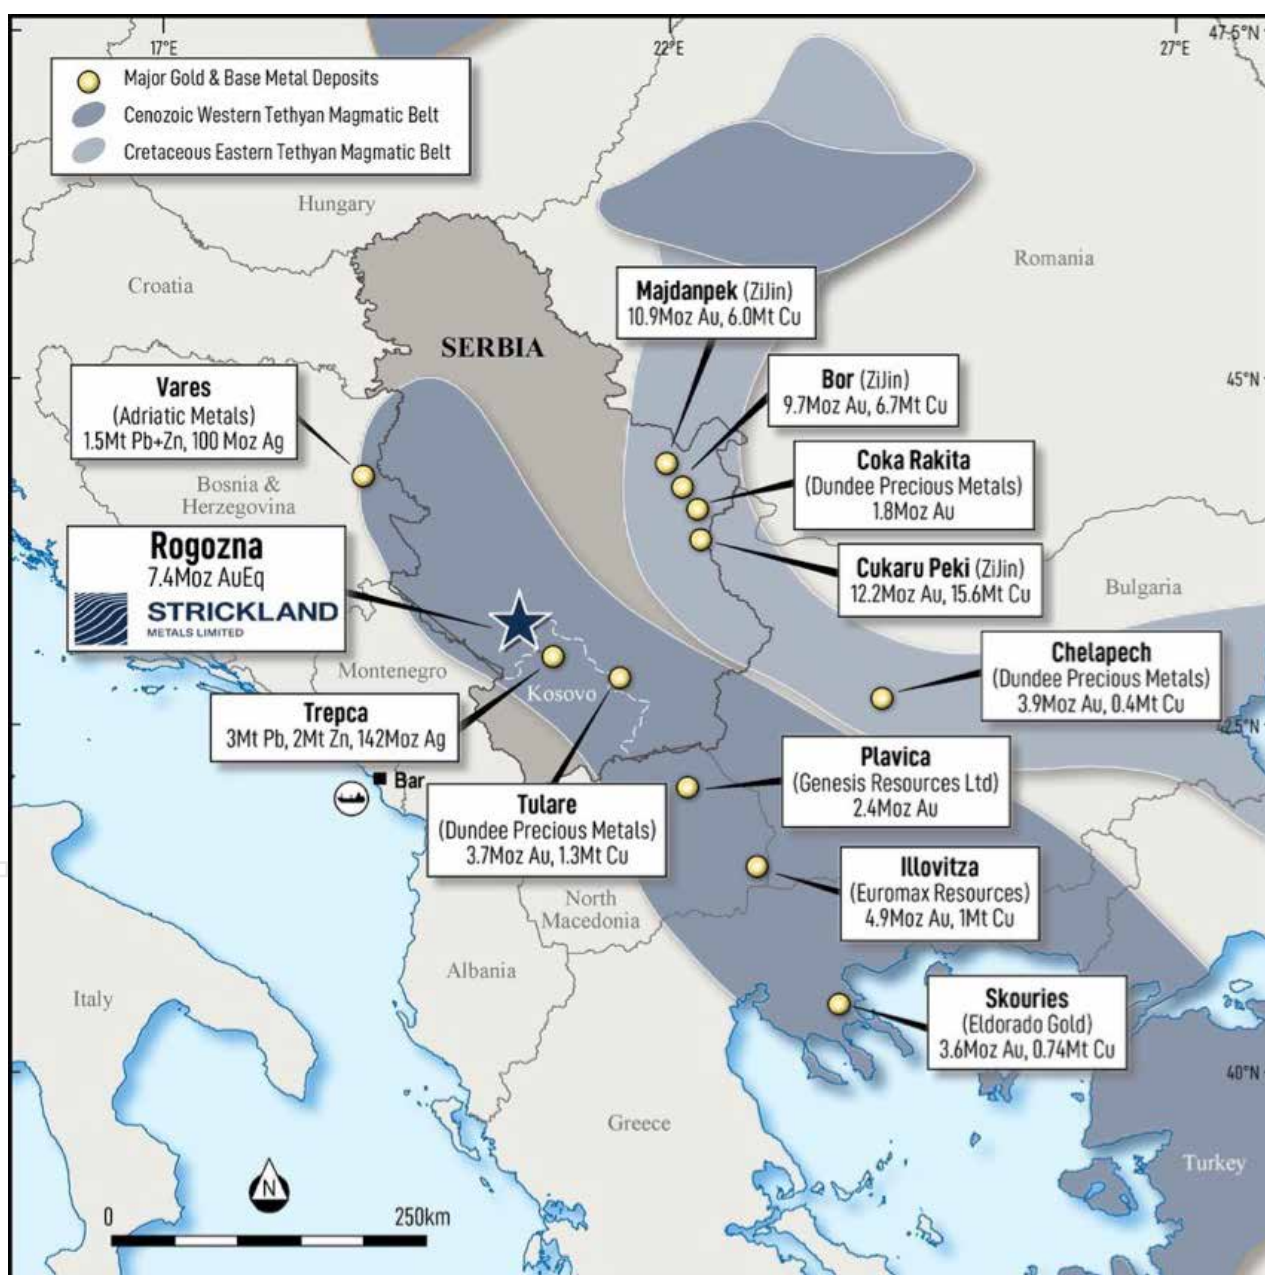 17°E
22°E
27°E
47.5°N
Major Gold & Base Metal Deposits
Cenozoic Western Tethyan Magmatic Belt
Cretaceous Eastern Tethyan Magmatic Belt
Hungary
Croatia
Romania
SERBIA
Majdanpek (ZiJin)
10.9Moz Au, 6.0Mt Cu
Bor (ZiJin)
9.7Moz Au, 6.7Mt Cu
45°N
Vares
(Adriatic Metals)
1.5Mt Pb+Zn, 100 Moz Ag
Coka Rakita
(Dundee Precious Metals)
1.8Moz Au
Bosnia &
Herzegovina
Rogozna
7.4Moz AuEq
STRICKLAND
METALS LIMITED
Cukaru Peki (ZiJin)
12.2Moz Au, 15.6Mt Cu
Bulgaria
Montenegro
Kosovo
Chelapech
(Dundee Precious Metals)
3.9Moz Au, 0.4Mt Cu
42.5°N
Trepca
3Mt Pb, 2Mt Zn, 142Moz Ag
Bar
Plavica
(Genesis Resources Ltd)
2.4Moz Au
Tulare
(Dundee Precious Metals)
3.7Moz Au, 1.3Mt Cu
Illovitza
(Euromax Resources)
4.9Moz Au, 1Mt Cu
North
Macedonia
Albania
Italy
Skouries
(Eldorado Gold)
3.6Moz Au, 0.74Mt Cu
40°N
Greece
Turkey
N
0
250km